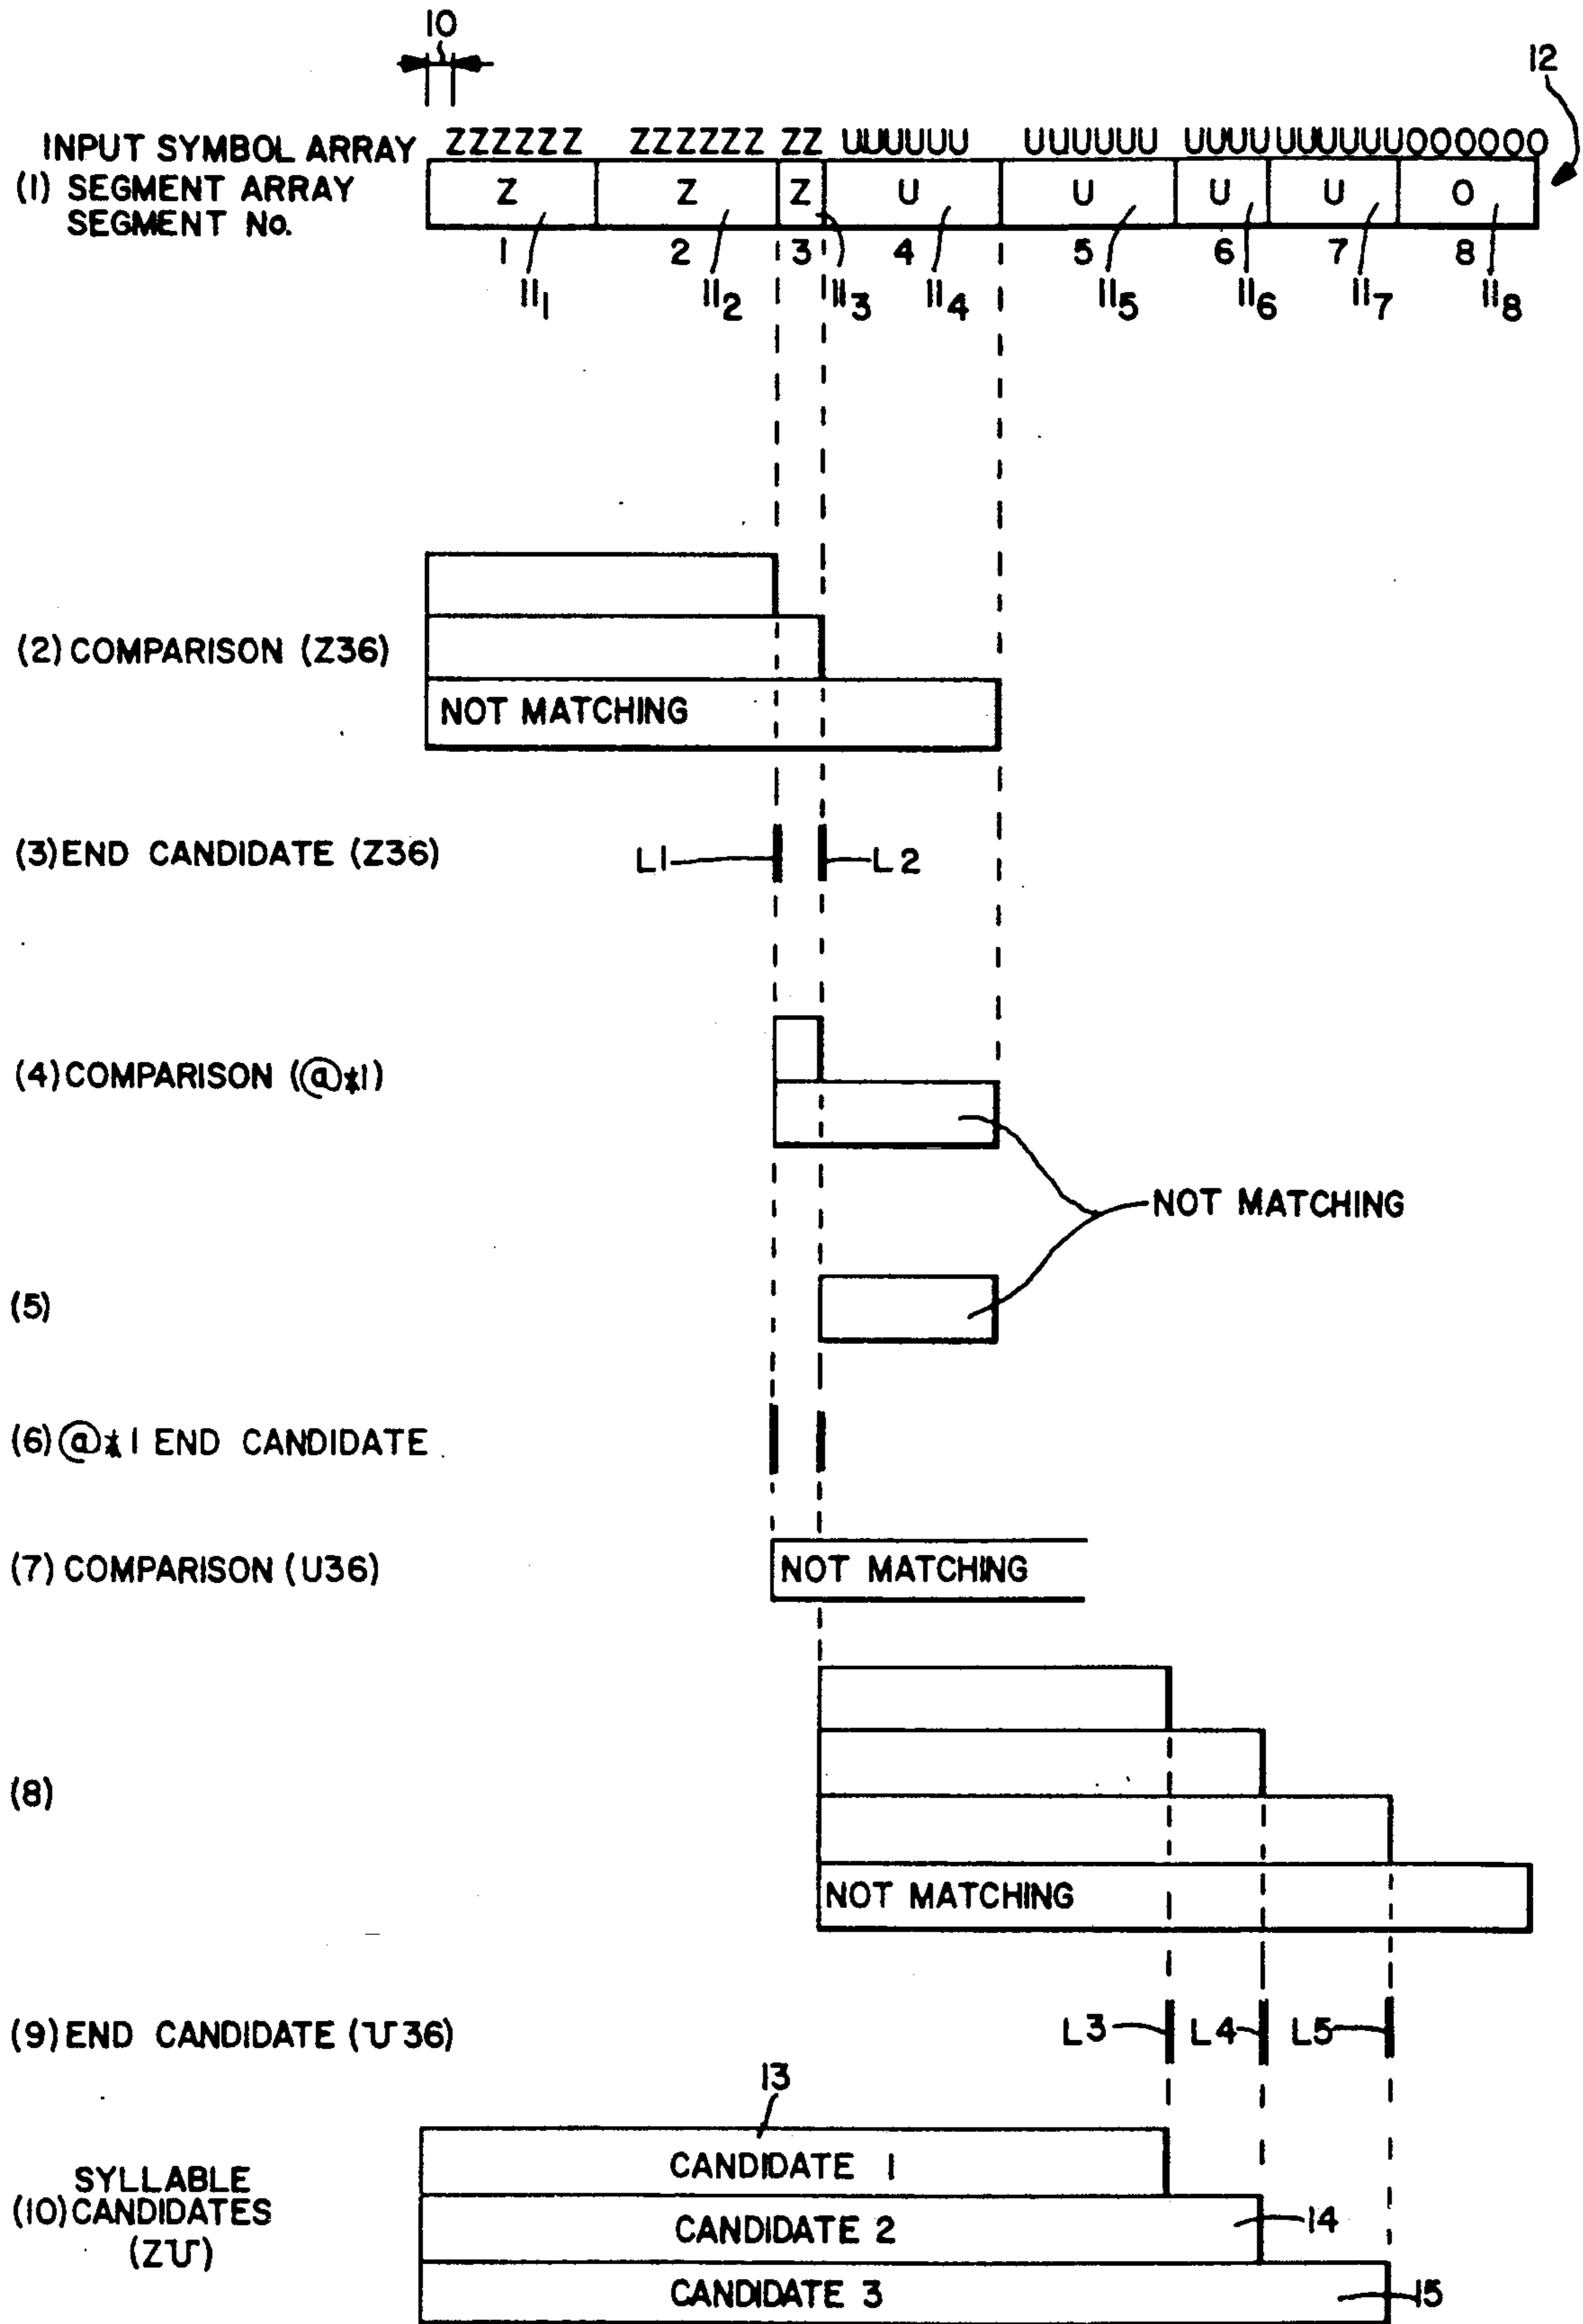 10
12
INPUT SYMBOL ARRAY ZZZZZZ ZZZZZZ ZZ UUUUUU UUUUUU UUUU UUUUUU OOOOOO
(1) SEGMENT ARRAY Z Z Z U U U U O
SEGMENT No. 1 2 3 4 5 6 7 8
11₁ 11₂ 11₃ 11₄ 11₅ 11₆ 11₇ 11₈
(2) COMPARISON (Z36)
NOT MATCHING
(3) END CANDIDATE (Z36) L1 L2
(4) COMPARISON (@*1)
NOT MATCHING
(5)
(6) @*1 END CANDIDATE
(7) COMPARISON (U36) NOT MATCHING
(8)
NOT MATCHING
(9) END CANDIDATE (U36) L3 L4 L5
13
SYLLABLE
(10) CANDIDATES
(ZU)
CANDIDATE 1
CANDIDATE 2 14
CANDIDATE 3 15